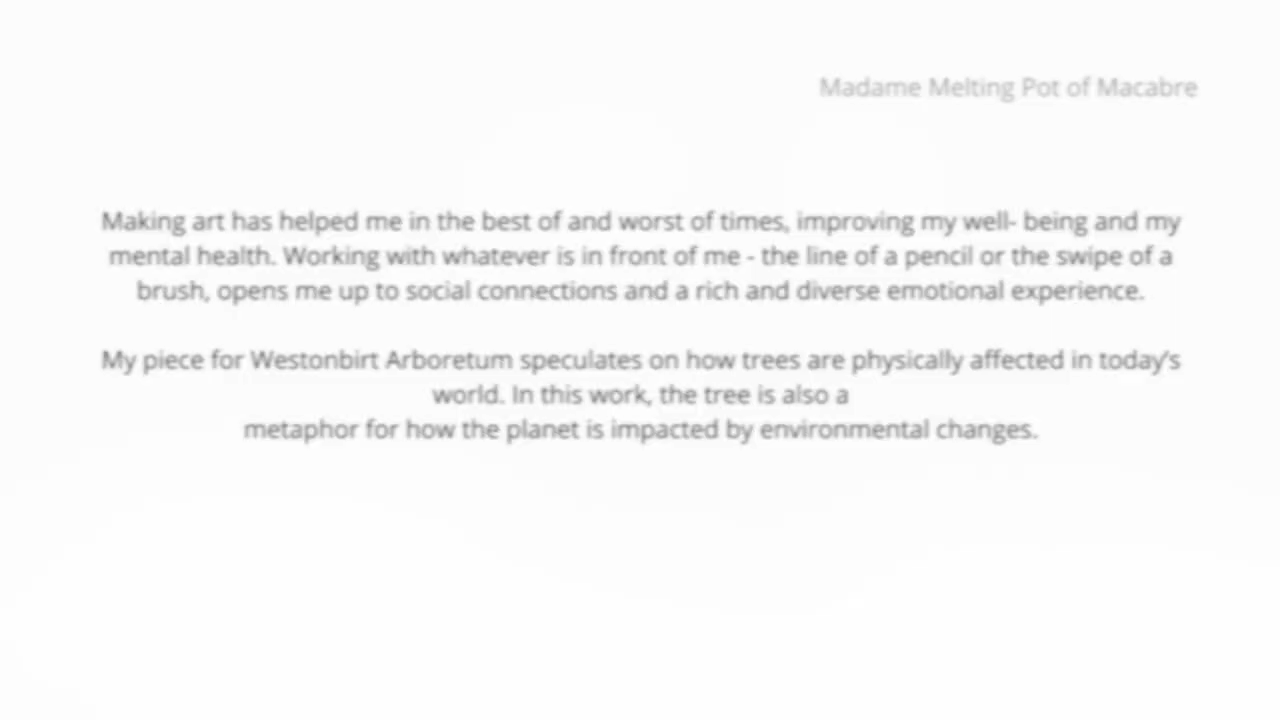 Madame Melting Pot of Macabre
Making art has helped me in the best of and worst of times, improving my well- being and my
mental health. Working with whatever is in front of me - the line of a pencil or the swipe of a
brush, opens me up to social connections and a rich and diverse emotional experience.
My piece for Westonbirt Arboretum speculates on how trees are physically affected in today's
world. In this work, the tree is also a
metaphor for how the planet is impacted by environmental changes.